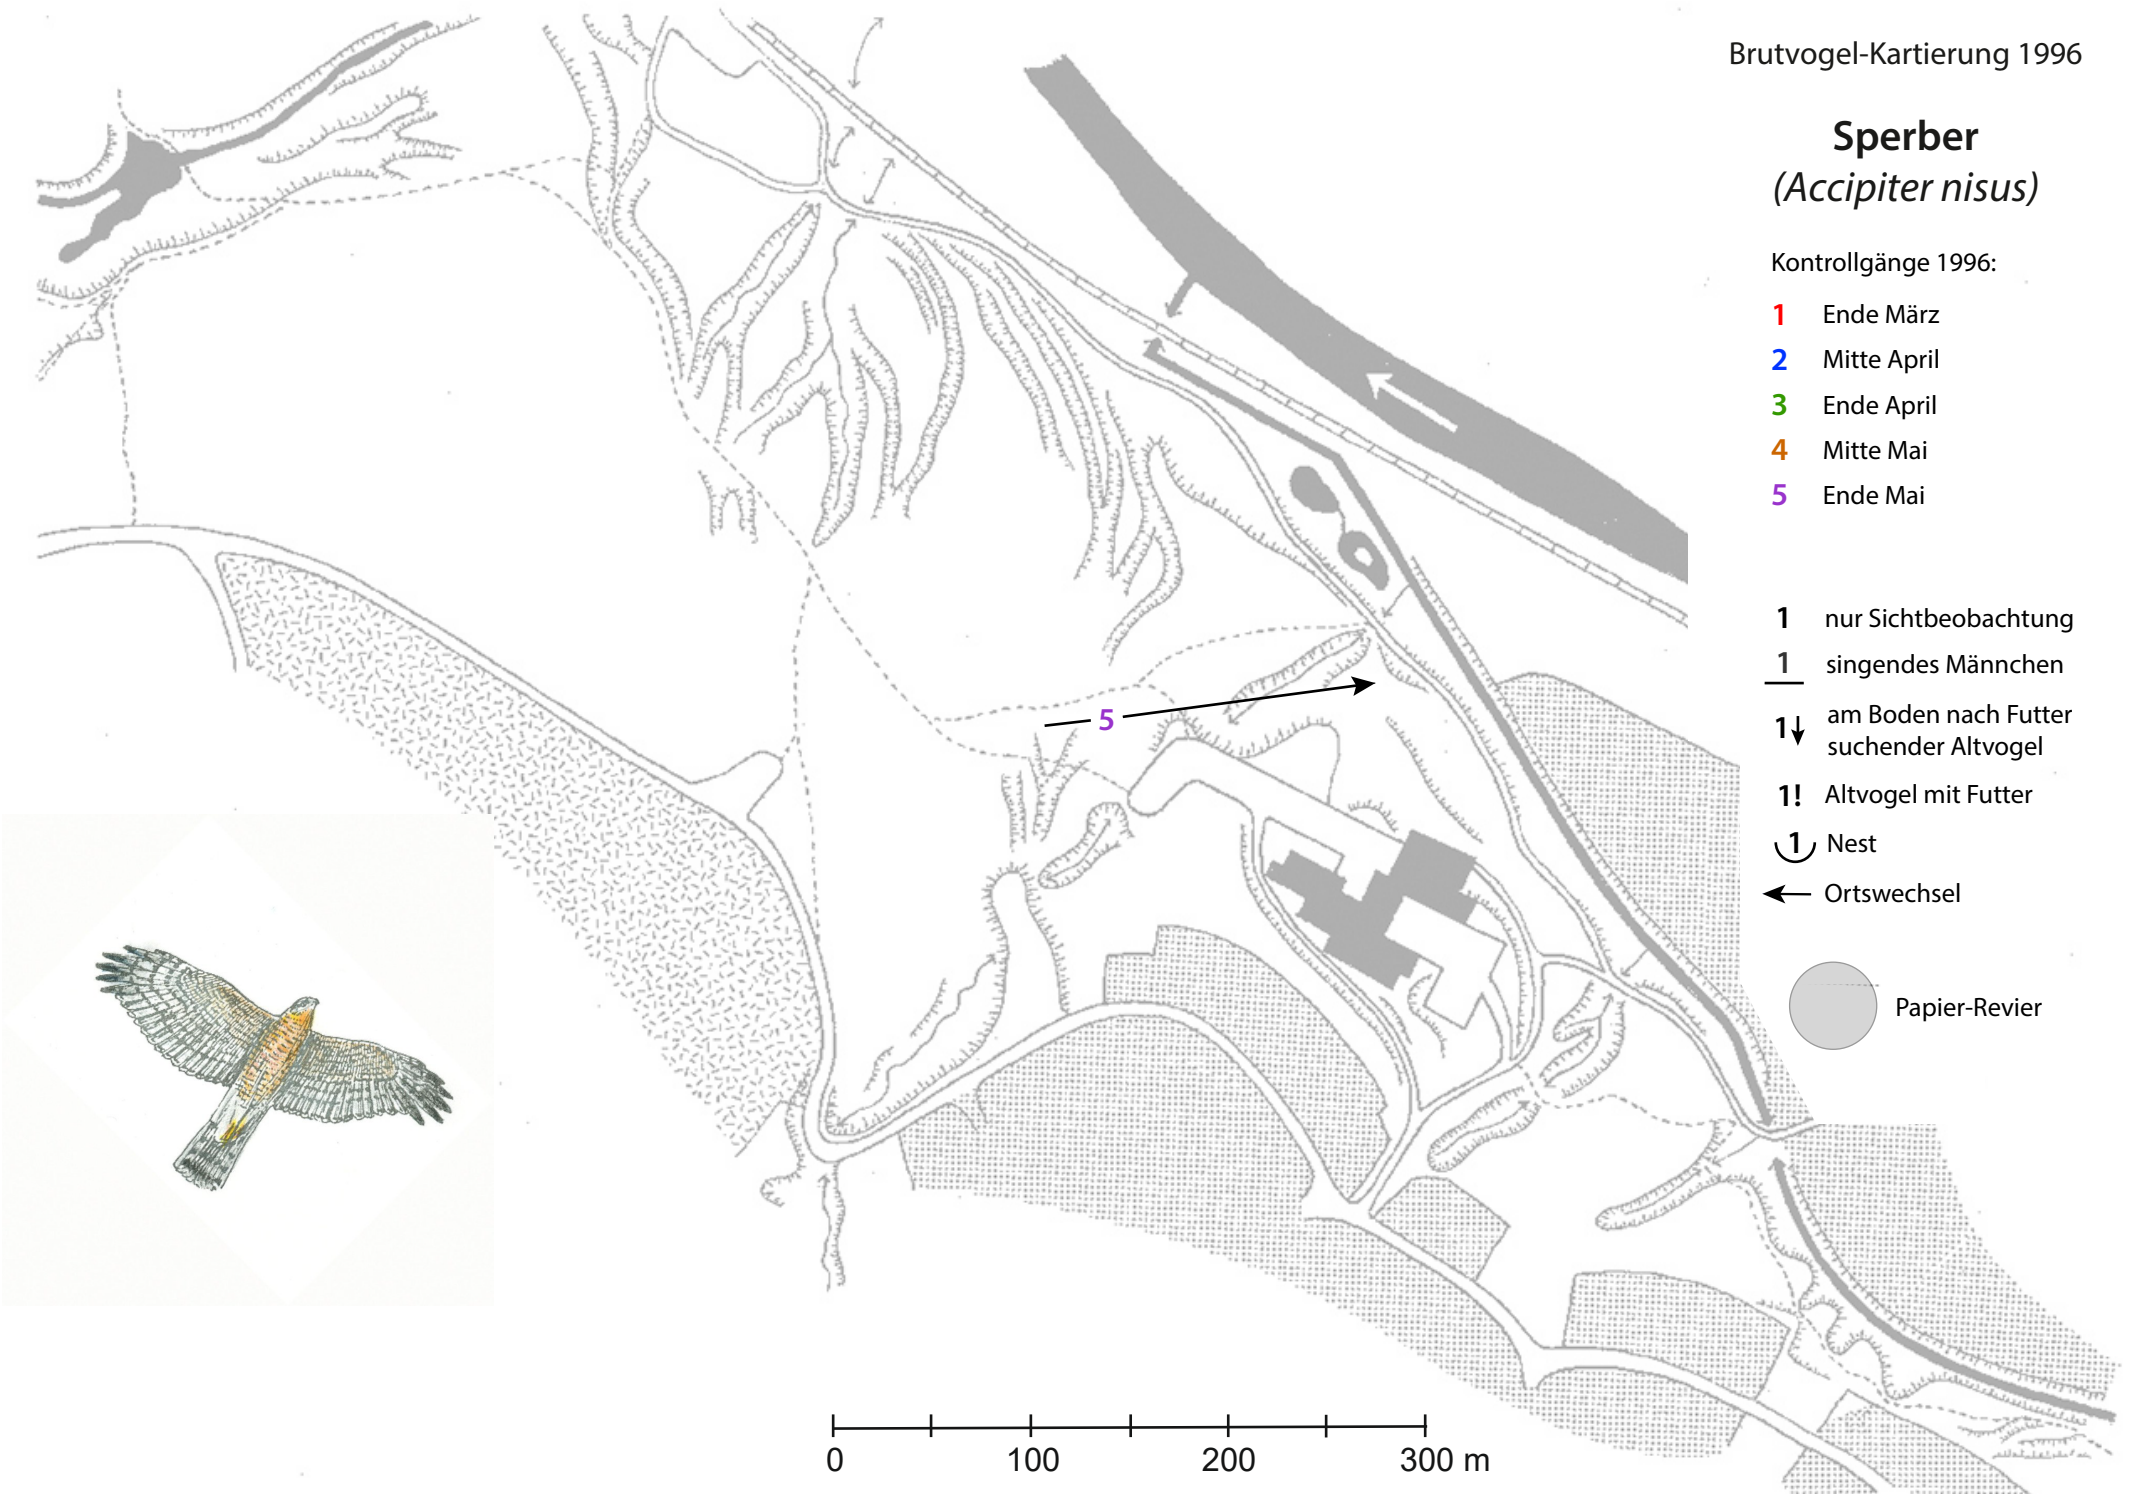 Brutvogel-Kartierung 1996
Sperber
(Accipiter nisus)
Kontrollgänge 1996:
1 Ende März
2 Mitte April
3 Ende April
4 Mitte Mai
5 Ende Mai
1 nur Sichtbeobachtung
1 singendes Männchen
1 am Boden nach Futter
suchender Altvogel
1! Altvogel mit Futter
1 Nest
Ortswechsel
Papier-Revier
5
0 100 200 300 m